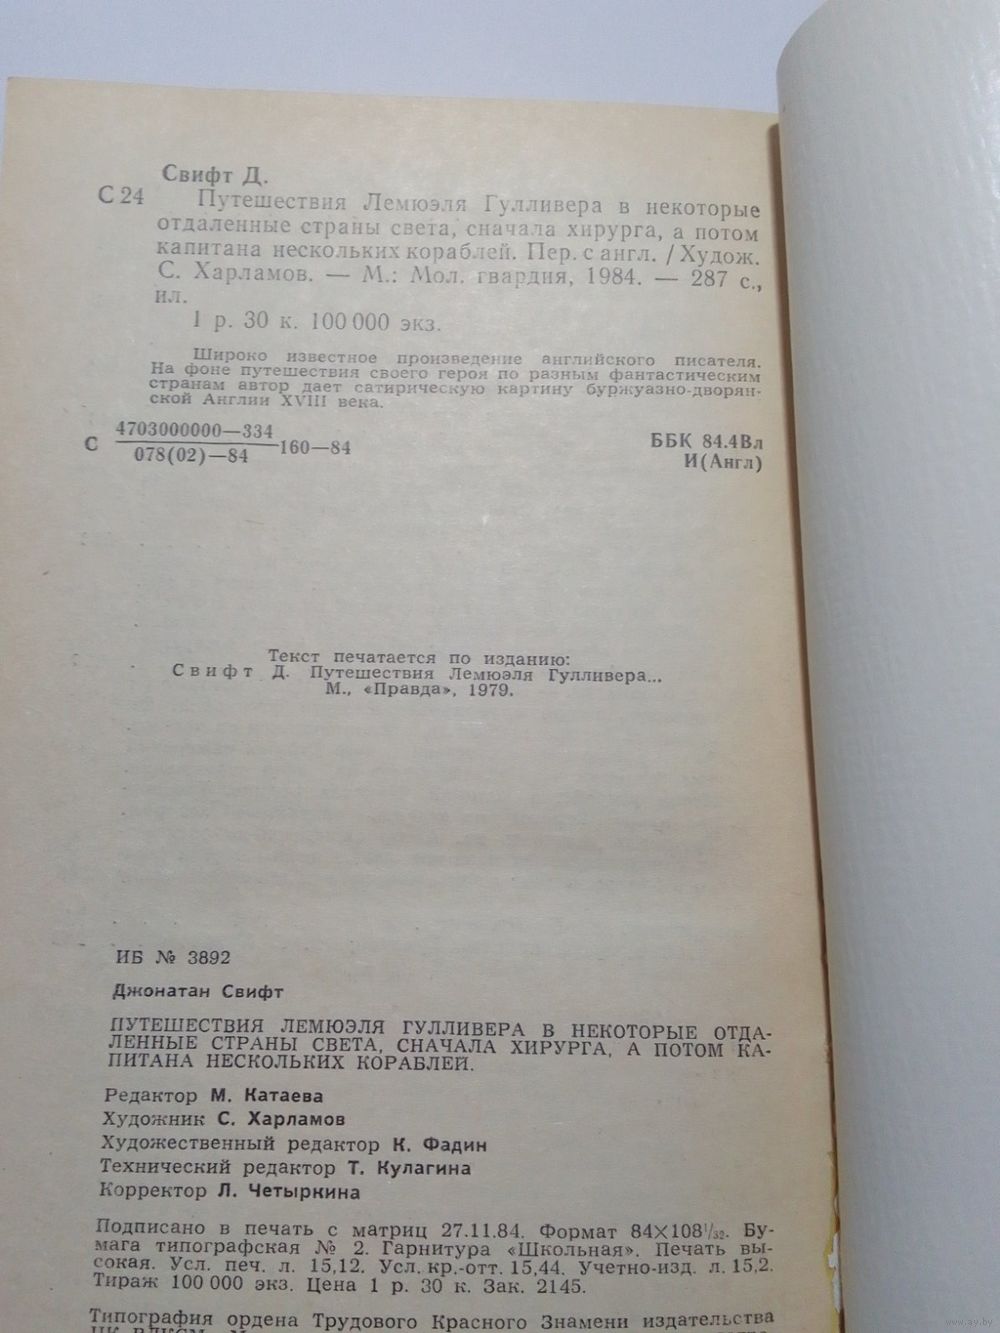 Свифт Д.
С 24 Путешествия Лемюэля Гулливера в некоторые
отдаленные страны света, сначала хирурга, а потом
капитана нескольких кораблей. Пер. с англ. / Худож.
С. Харламов. — М.: Мол. гвардия, 1984. — 287 с.,
ил.
1 р. 30 к. 100 000 экз.
Широко известное произведение английского писателя.
На фоне путешествия своего героя по разным фантастическим
странам автор дает сатирическую картину буржуазно-дворян-
ской Англии XVIII века.
4703000000—334
С 160—84 ББК 84.4Вл
078(02)—84 И(Англ)
Текст печатается по изданию:
Свифт Д. Путешествия Лемюэля Гулливера...
М., «Правда», 1979.
ИБ № 3892
Джонатан Свифт
ПУТЕШЕСТВИЯ ЛЕМЮЭЛЯ ГУЛЛИВЕРА В НЕКОТОРЫЕ ОТДА-
ЛЕННЫЕ СТРАНЫ СВЕТА, СНАЧАЛА ХИРУРГА, А ПОТОМ КА-
ПИТАНА НЕСКОЛЬКИХ КОРАБЛЕЙ.
Редактор М. Катаева
Художник С. Харламов
Художественный редактор К. Фадин
Технический редактор Т. Кулагина
Корректор Л. Четыркина
Подписано в печать с матриц 27.11.84. Формат 84×108 1/32. Бу-
мага типографская № 2. Гарнитура «Школьная». Печать вы-
сокая. Усл. печ. л. 15,12. Усл. кр.-отт. 15,44. Учетно-изд. л. 15,2.
Тираж 100 000 экз. Цена 1 р. 30 к. Зак. 2145.
Типография ордена Трудового Красного Знамени издательства
ЦК ВЛКСМ
www.ay.by